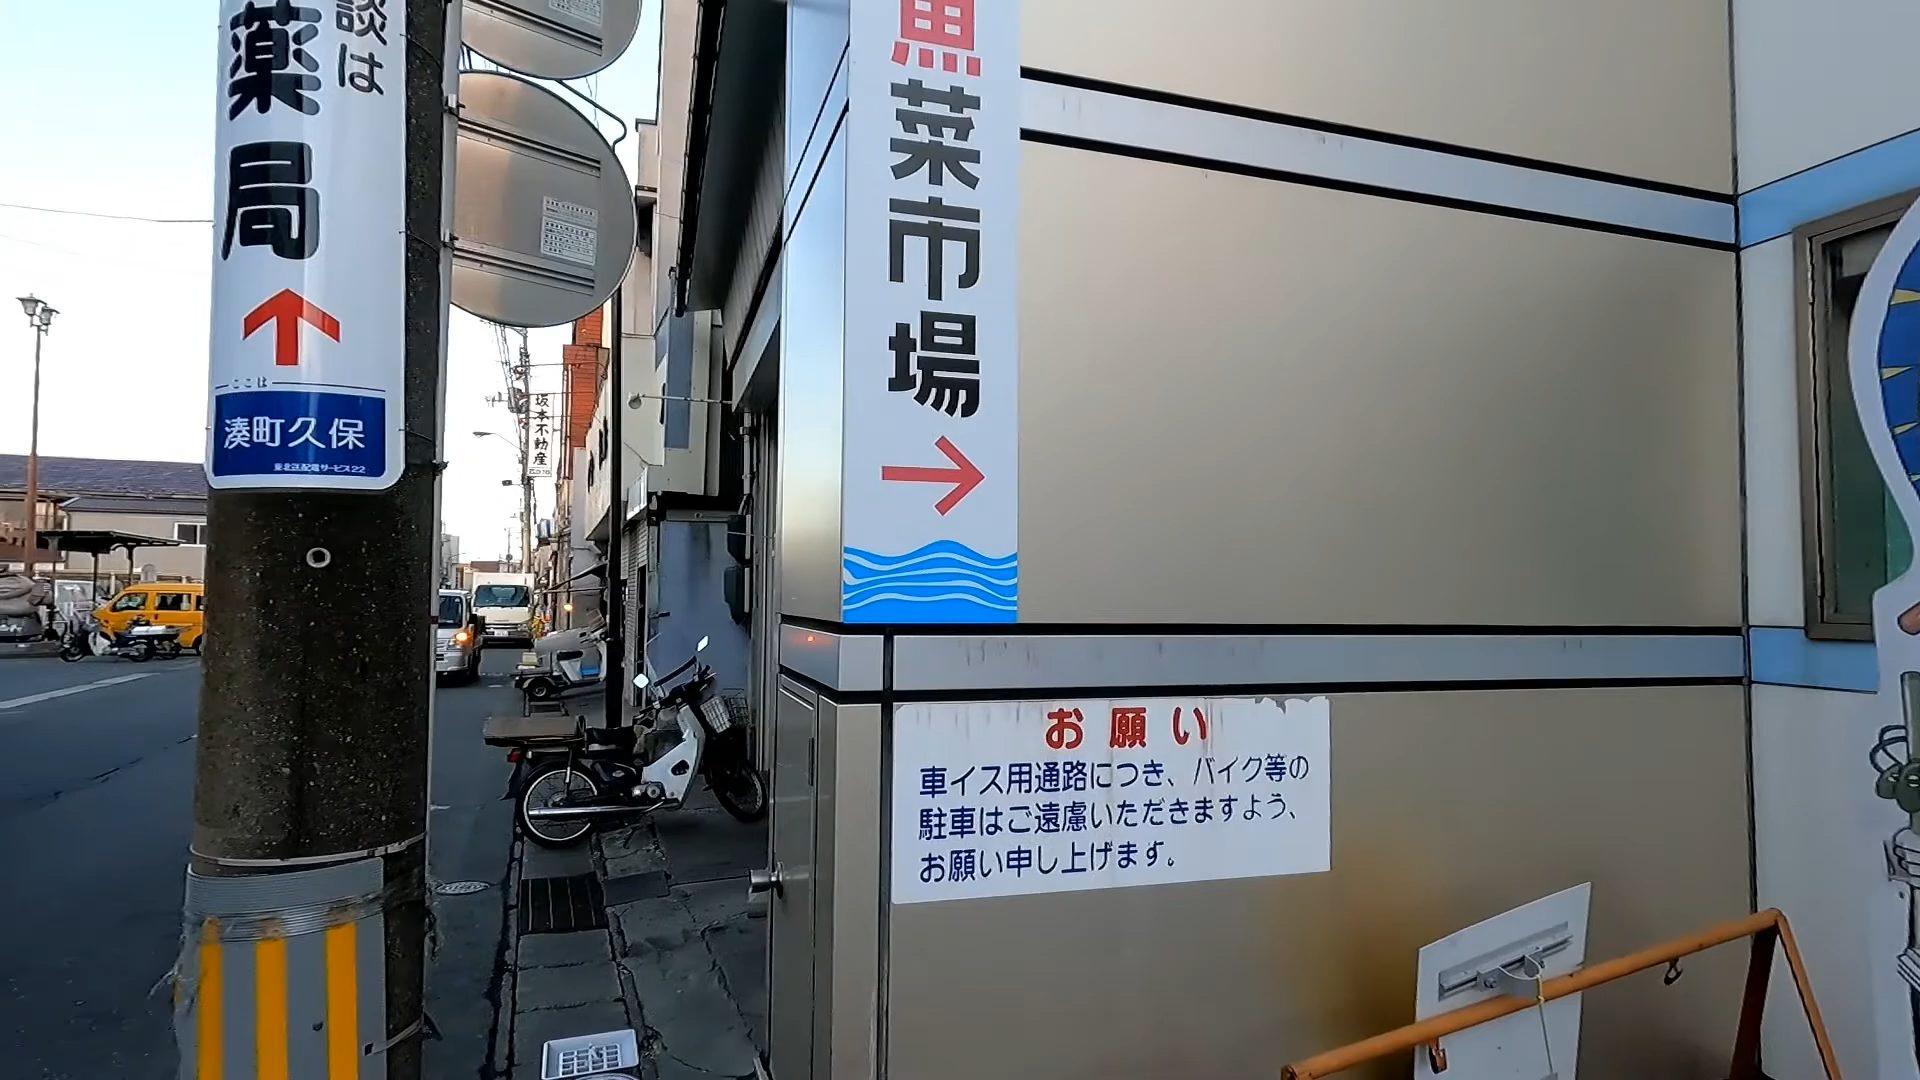 談は
薬局
ここは
湊町久保
東北送配電サービス22
坂本不動産
魚菜市場
お願い
車イス用通路につき、バイク等の
駐車はご遠慮いただきますよう、
お願い申し上げます。